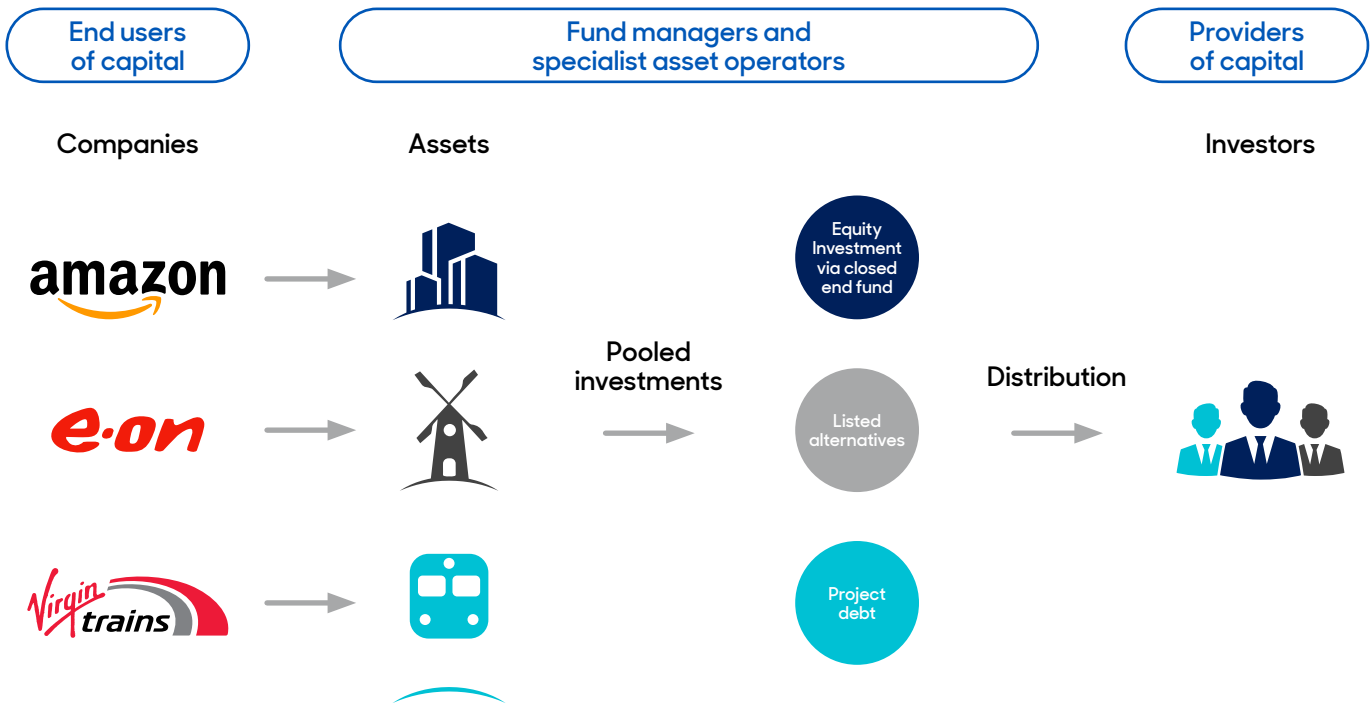 End users
of capital
Fund managers and
specialist asset operators
Providers
of capital
Companies
Assets
Investors
amazon
Equity
Investment
via closed
end fund
Pooled
investments
Distribution
e·on
Listed
alternatives
Virgin
trains
Project
debt